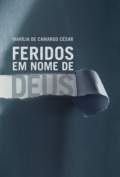 MARÍLIA DE CAMARGO CÉSAR
FERIDOS
EM NOME DE
DEUS